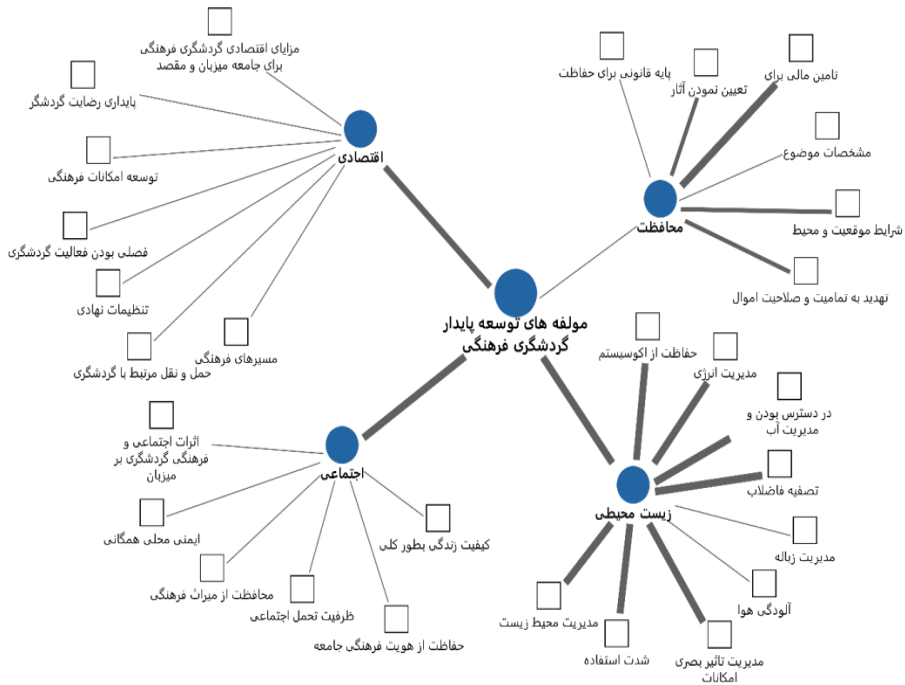 مزایای اقتصادی گردشگری فرهنگی
برای جامعه میزبان و مقصد
پایداری رضایت گردشگر
توسعه امکانات فرهنگی
فصلی بودن فعالیت گردشگری
تنظیمات نهادی
حمل و نقل مرتبط با گردشگری
مسیرهای فرهنگی
اقتصادی
پایه قانونی برای حفاظت
تعیین نمودن آثار
تامین مالی برای
مشخصات موضوع
شرایط موقعیت و محیط
تهدید به تمامیت و صلاحیت اموال
محافظت
مولفه های توسعه پایدار
گردشگری فرهنگی
حفاظت از اکوسیستم
مدیریت انرژی
در دسترس بودن و
مدیریت آب
تصفیه فاضلاب
مدیریت زباله
آلودگی هوا
مدیریت تاثیر بصری
امکانات
شدت استفاده
مدیریت محیط زیست
زیست محیطی
اثرات اجتماعی و
فرهنگی گردشگری بر
میزبان
ایمنی محلی همگانی
محافظت از میراث فرهنگی
ظرفیت تحمل اجتماعی
حفاظت از هویت فرهنگی جامعه
کیفیت زندگی بطور کلی
اجتماعی